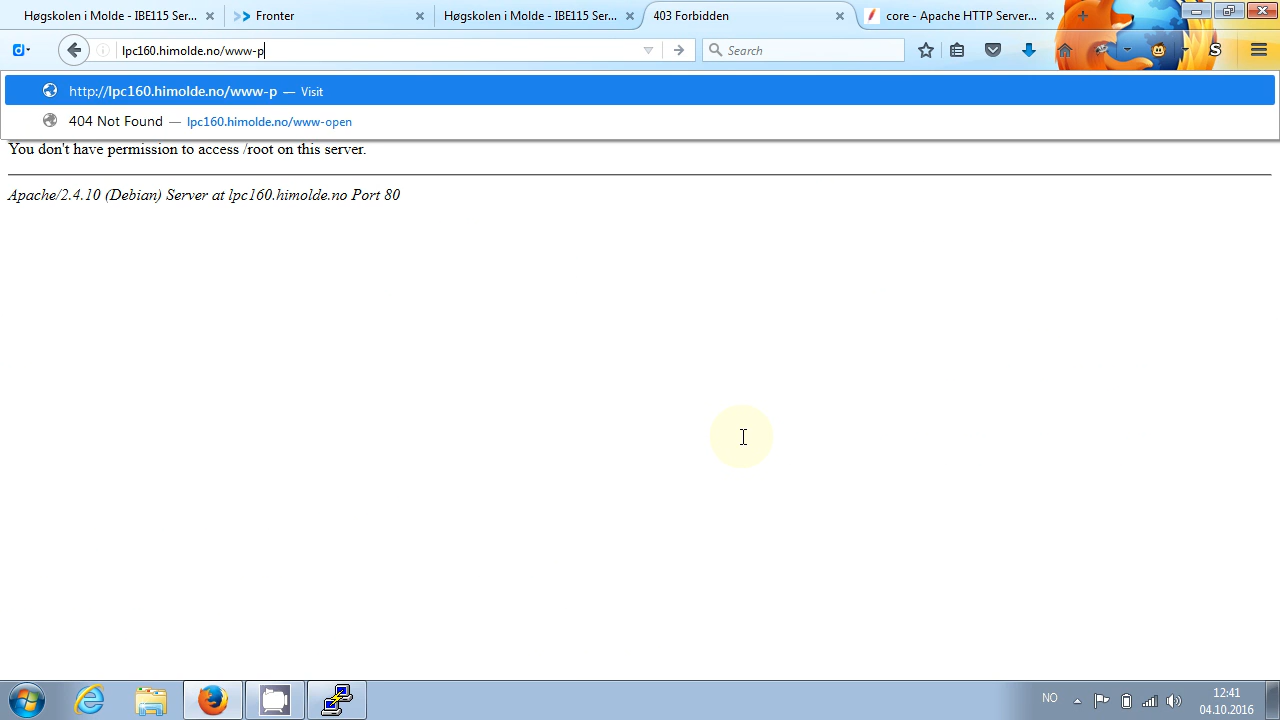 Høgskolen i Molde - IBE115 Ser...
Fronter
Høgskolen i Molde - IBE115 Ser...
403 Forbidden
core - Apache HTTP Server...
lpc160.himolde.no/www-p
Search
http://lpc160.himolde.no/www-p — Visit
404 Not Found — lpc160.himolde.no/www-open
You don't have permission to access /root on this server.
Apache/2.4.10 (Debian) Server at lpc160.himolde.no Port 80
NO
12:41
04.10.2016